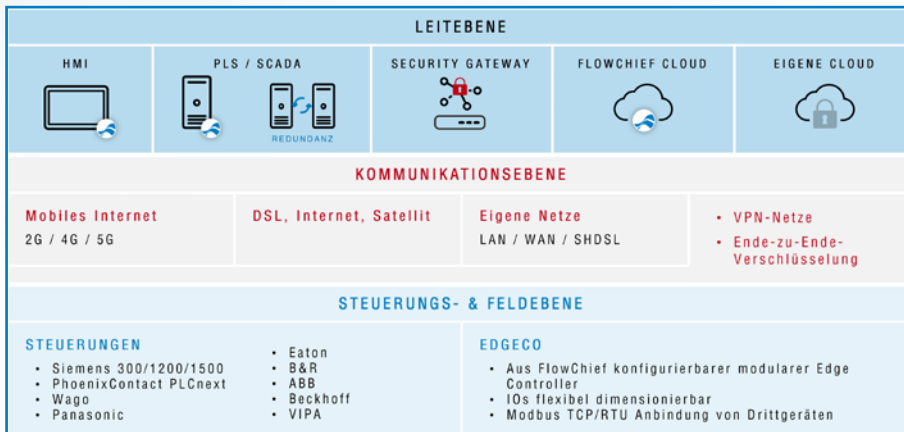 LEITEBENE
HMI
PLS / SCADA
REDUNDANZ
SECURITY GATEWAY
FLOWCHIEF CLOUD
EIGENE CLOUD
KOMMUNIKATIONSEBENE
Mobiles Internet
2G / 4G / 5G
DSL, Internet, Satellit
Eigene Netze
LAN / WAN / SHDSL
• VPN-Netze
• Ende-zu-Ende-
Verschlüsselung
STEUERUNGS- & FELDEBENE
STEUERUNGEN
• Siemens 300/1200/1500
• PhoenixContact PLCnext
• Wago
• Panasonic
• Eaton
• B&R
• ABB
• Beckhoff
• VIPA
EDGECO
• Aus FlowChief konfigurierbarer modularer Edge
Controller
• IOs flexibel dimensionierbar
• Modbus TCP/RTU Anbindung von Drittgeräten